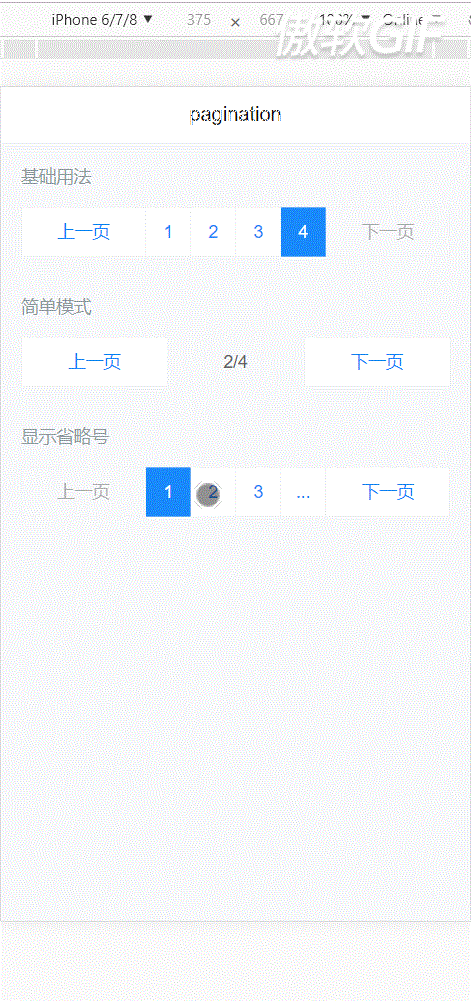 iPhone 6/7/8 ▼ 375 × 667 100% ▼ Online ▼
傲软GIF
pagination
基础用法
上一页 1 2 3 4 下一页
简单模式
上一页 2/4 下一页
显示省略号
上一页 1 2 3 ... 下一页